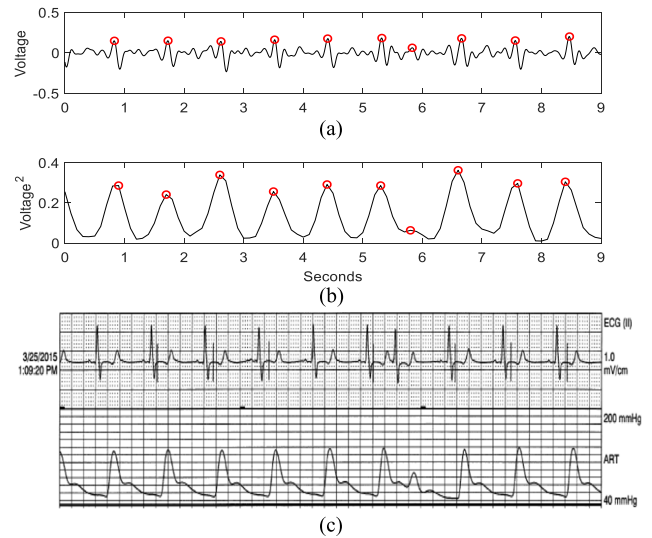 0.5
0
-0.5
Voltage
0 1 2 3 4 5 6 7 8 9
(a)
0.4
0.2
0
Voltage2
0 1 2 3 4 5 6 7 8 9
Seconds
(b)
ECG (II)
3/25/2015
1:09:20 PM
1.0
mV/cm
200 mmHg
ART
40 mmHg
(c)